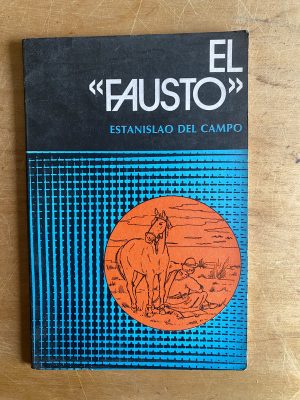 EL
«FAUSTO»
ESTANISLAO DEL CAMPO